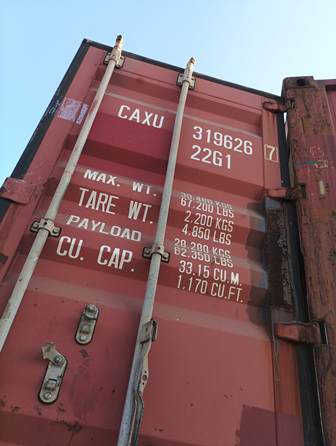 CAXU 319626 7
22G1
MAX. WT. 30.480 KGS
67.200 LBS
TARE WT. 2.200 KGS
4.850 LBS
PAYLOAD 28.280 KGS
62.350 LBS
CU. CAP. 33.15 CU.M.
1.170 CU.FT.